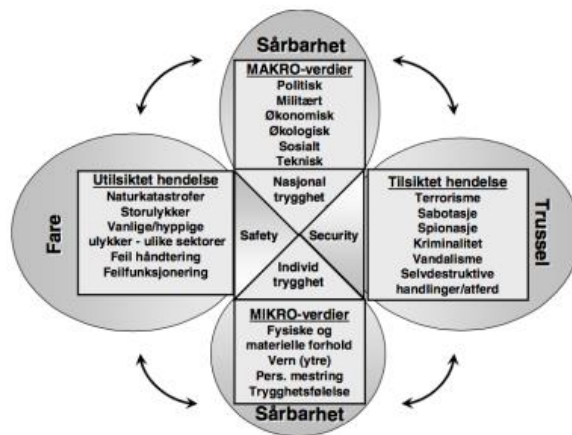 Sårbarhet
MAKRO-verdier
Politisk
Militært
Økonomisk
Økologisk
Sosialt
Teknisk
Nasjonal
trygghet
Fare
Utilsiktet hendelse
Naturkatastrofer
Storulykker
Vanlige/hyppige
ulykker - ulike sektorer
Feil håndtering
Feilfunksjonering
Safety
Security
Tilsiktet hendelse
Terrorisme
Sabotasje
Spionasje
Kriminalitet
Vandalisme
Selvdestruktive
handlinger/atferd
Trussel
Individ
trygghet
MIKRO-verdier
Fysiske og
materielle forhold
Vern (ytre)
Pers. mestring
Trygghetsfølelse
Sårbarhet